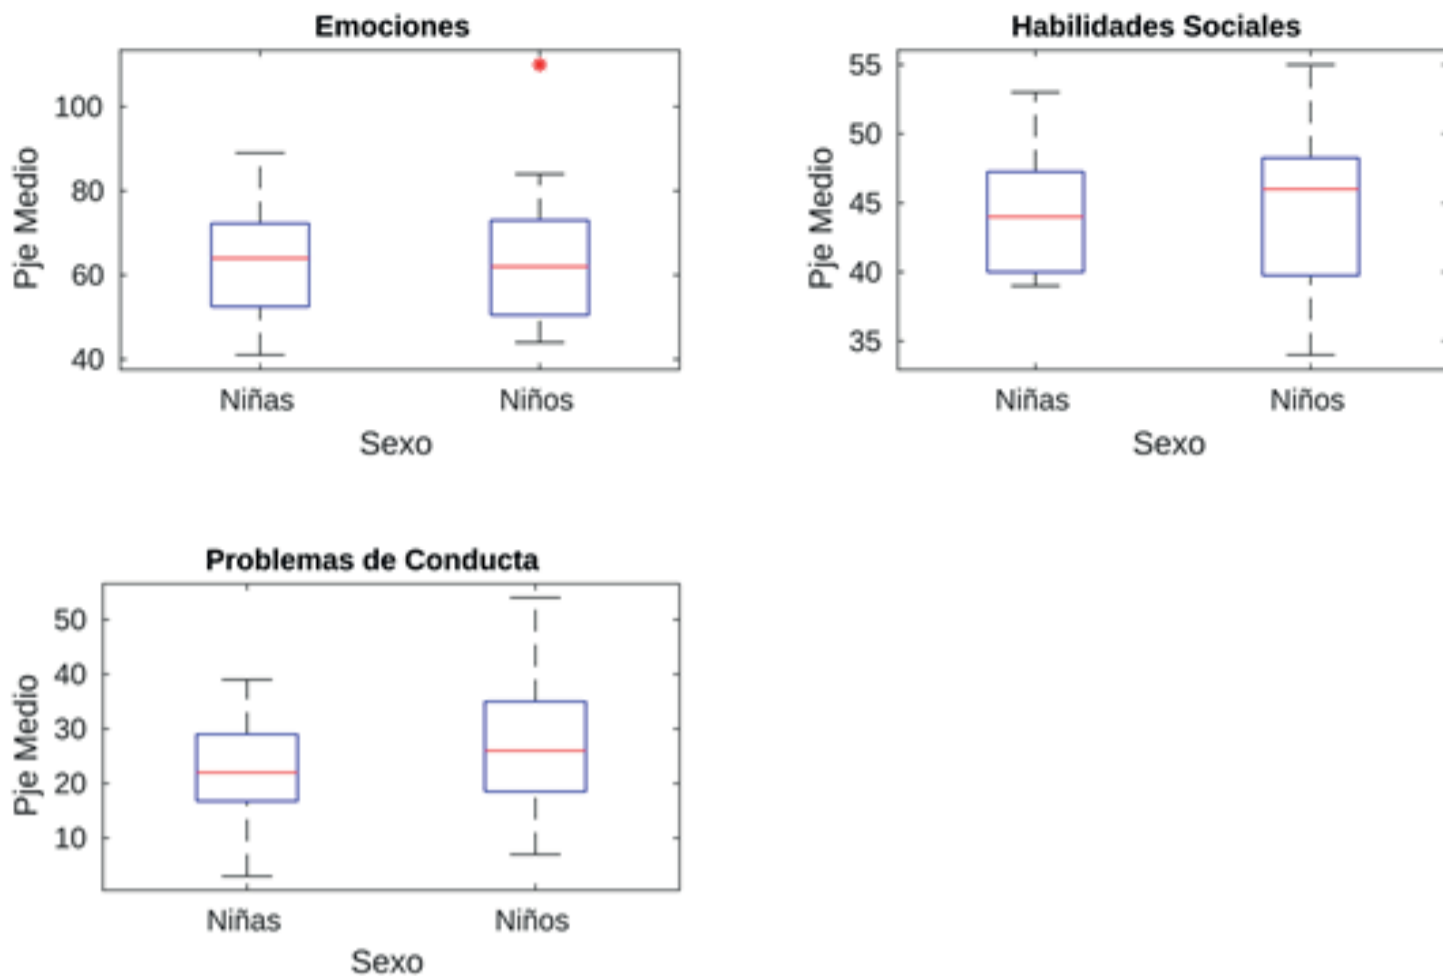 Emociones
100
80
60
40
Pje Medio
Niñas
Niños
Sexo
Habilidades Sociales
55
50
45
40
35
Pje Medio
Niñas
Niños
Sexo
Problemas de Conducta
50
40
30
20
10
Pje Medio
Niñas
Niños
Sexo